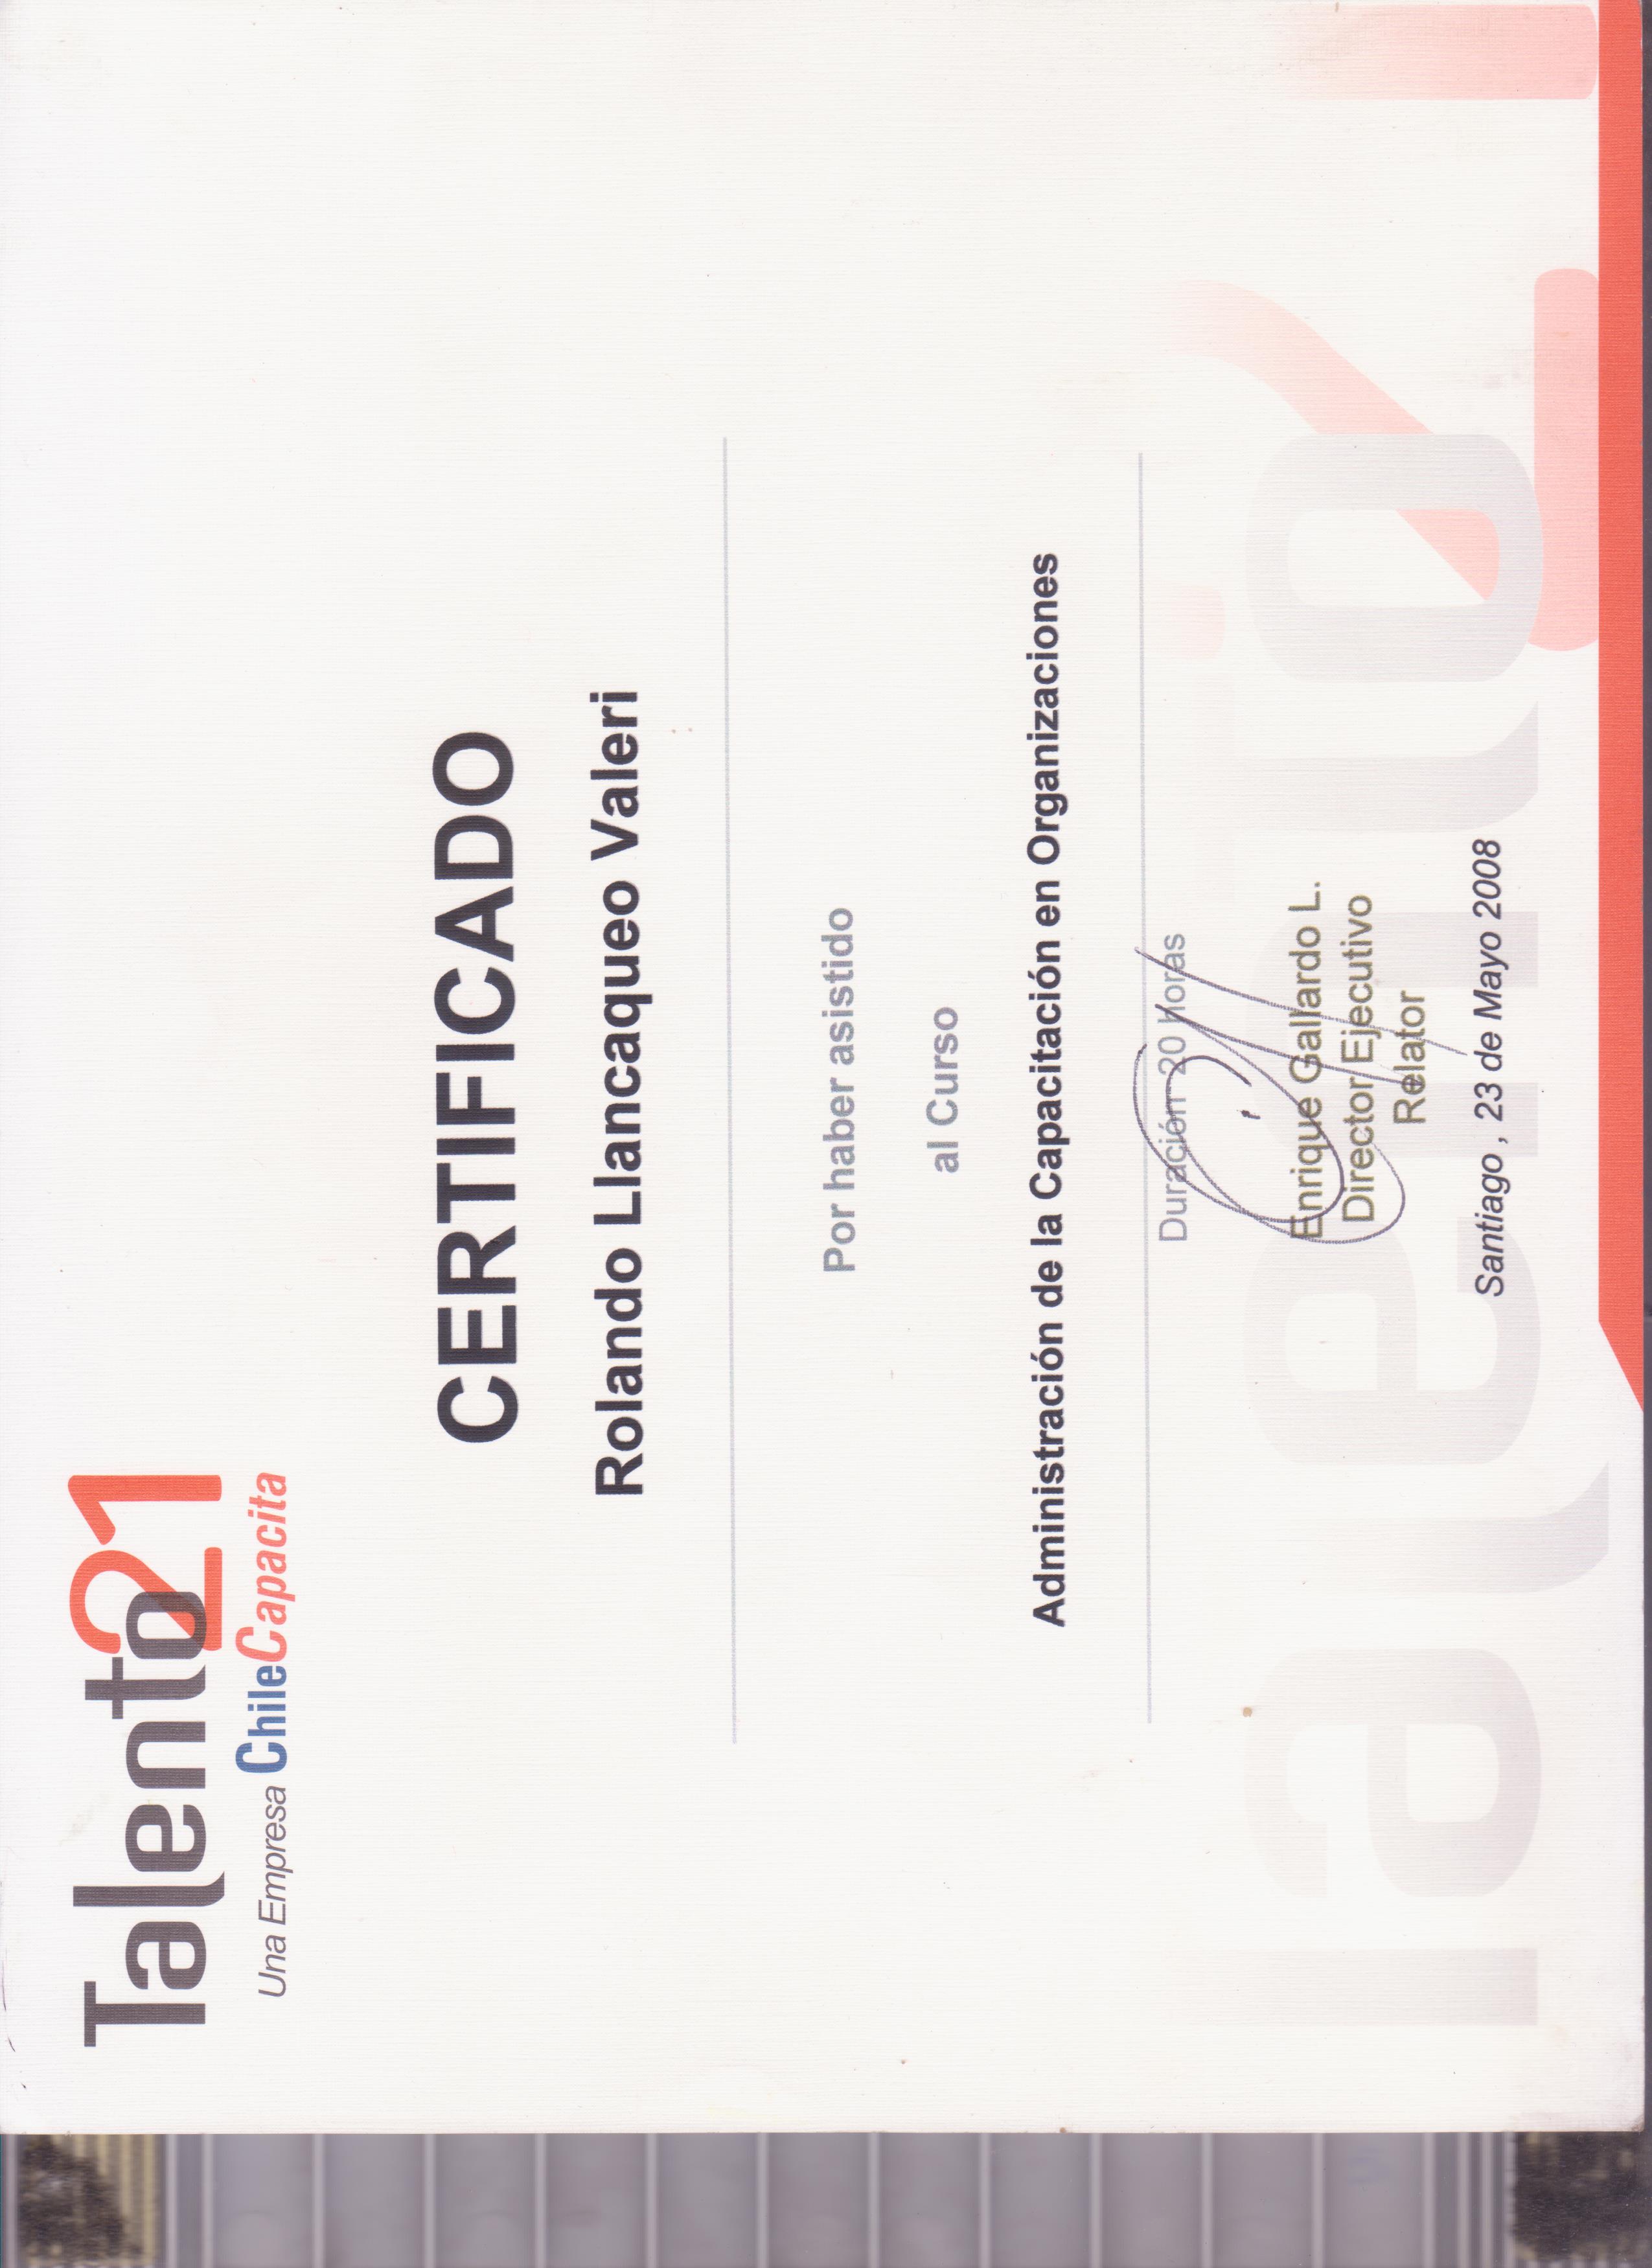 Talento21
Una Empresa ChileCapacita
CERTIFICADO
Rolando Llancaqueo Valeri
Por haber asistido
al Curso
Administración de la Capacitación en Organizaciones
Duración 20 horas
Enrique Gallardo L.
Director Ejecutivo
Relator
Santiago , 23 de Mayo 2008
Talento21